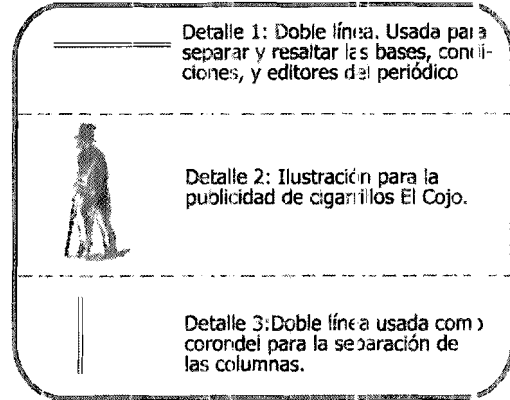 Detalle 1: Doble línea. Usada para
separar y resaltar las bases, condi-
ciones, y editores del periódico
Detalle 2: Ilustración para la
publicidad de cigarrillos El Cojo.
Detalle 3:Doble línea usada como
corondel para la separación de
las columnas.